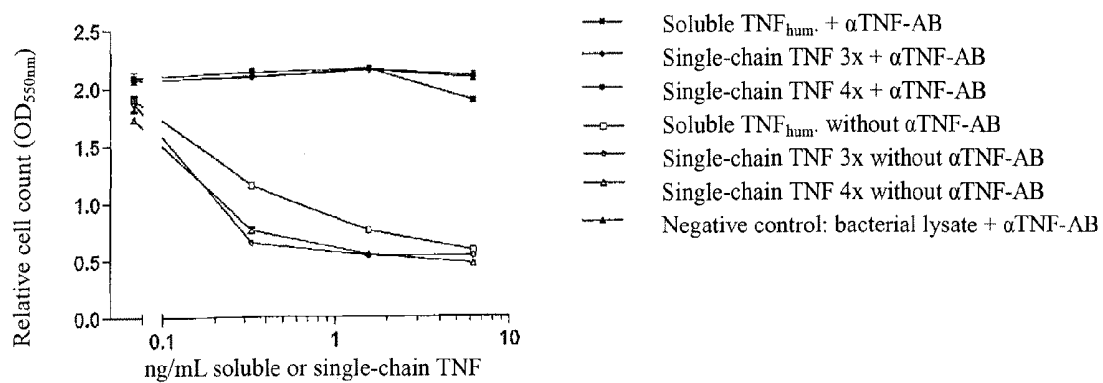 Relative cell count (OD550nm)
2.5
2.0
1.5
1.0
0.5
0.0
0.1
1
10
ng/mL soluble or single-chain TNF
Soluble TNFhum. + αTNF-AB
Single-chain TNF 3x + αTNF-AB
Single-chain TNF 4x + αTNF-AB
Soluble TNFhum. without αTNF-AB
Single-chain TNF 3x without αTNF-AB
Single-chain TNF 4x without αTNF-AB
Negative control: bacterial lysate + αTNF-AB